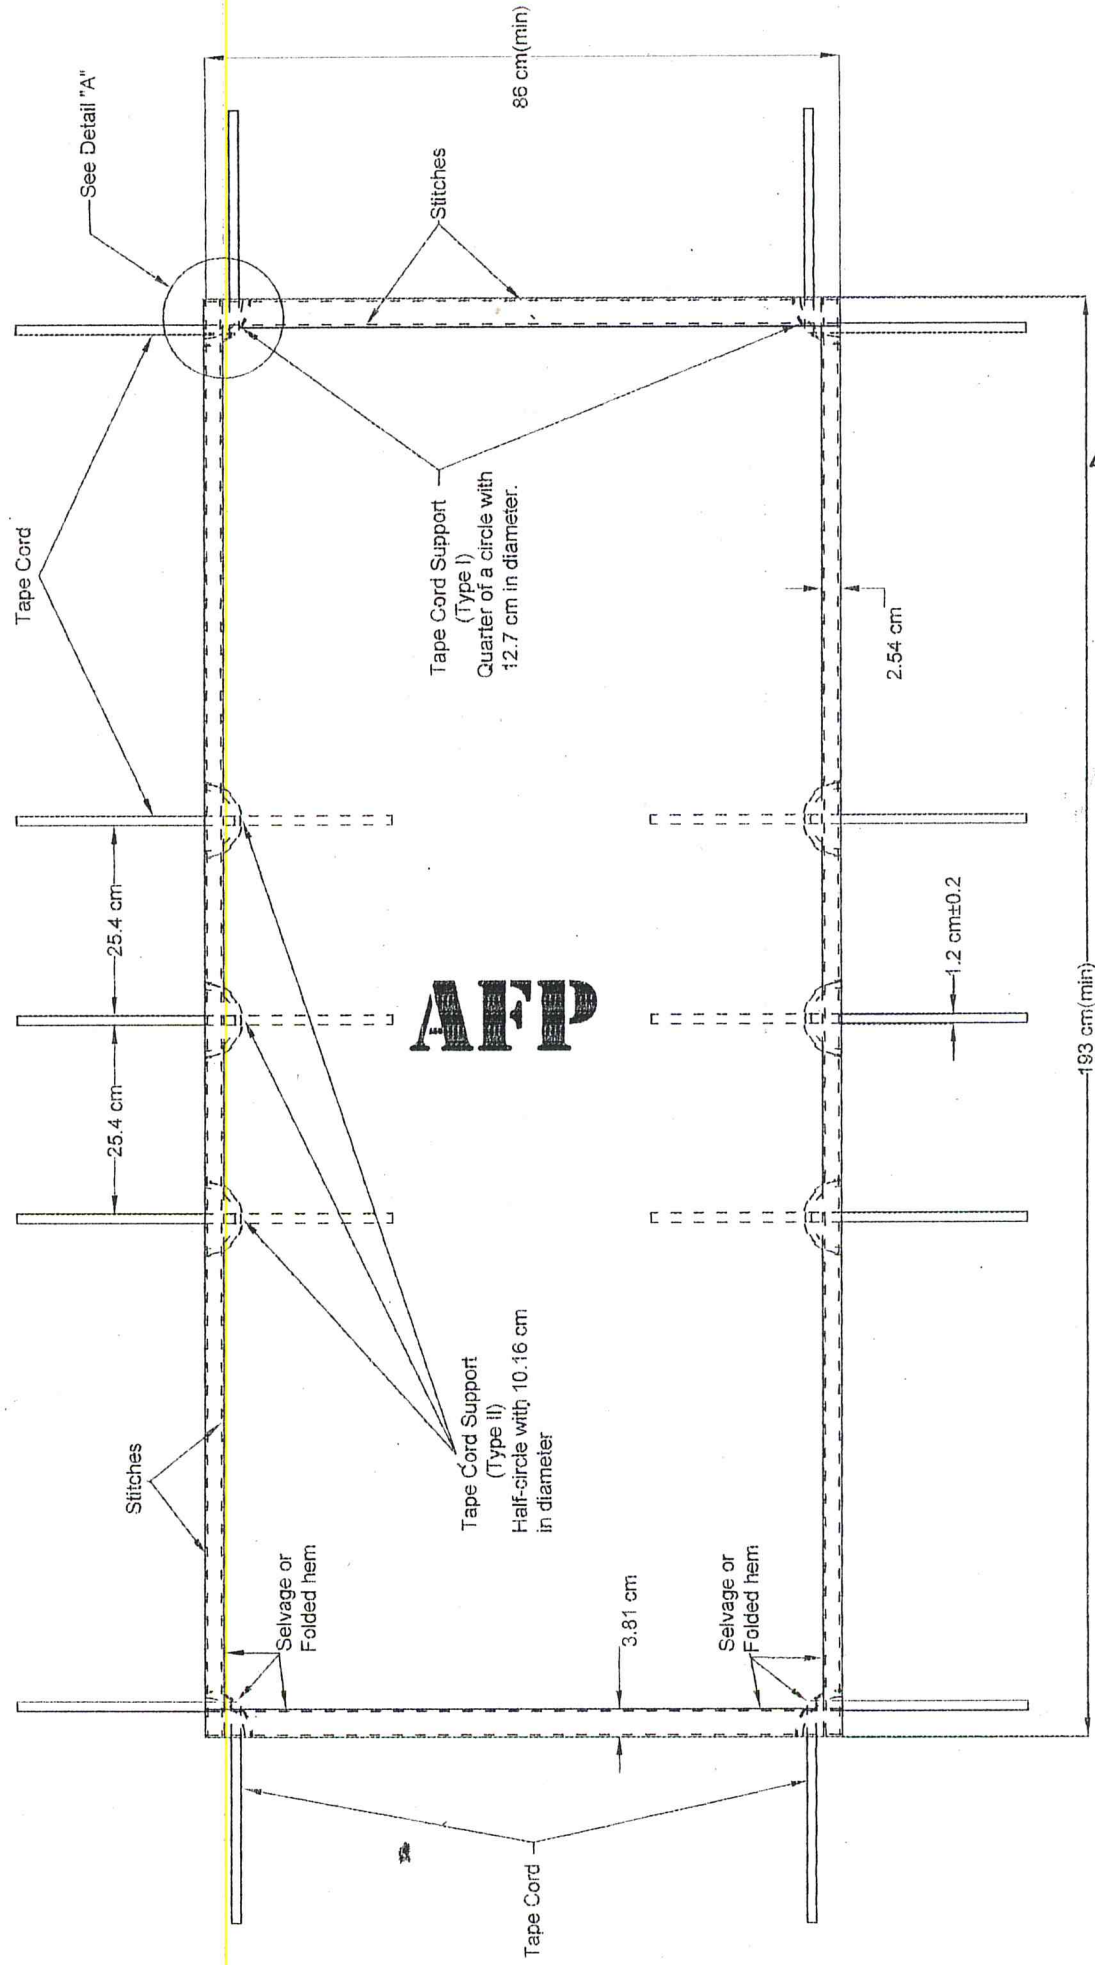 See Detail "A"
Tape Cord
86 cm(min)
Stitches
25.4 cm
25.4 cm
Tape Cord Support
(Type I)
Quarter of a circle with
12.7 cm in diameter.
2.54 cm
AFP
1.2 cm±0.2
193 cm(min)
Stitches
Tape Cord Support
(Type II)
Half-circle with 10.16 cm
in diameter
Selvage or
Folded hem
3.81 cm
Selvage or
Folded hem
Tape Cord